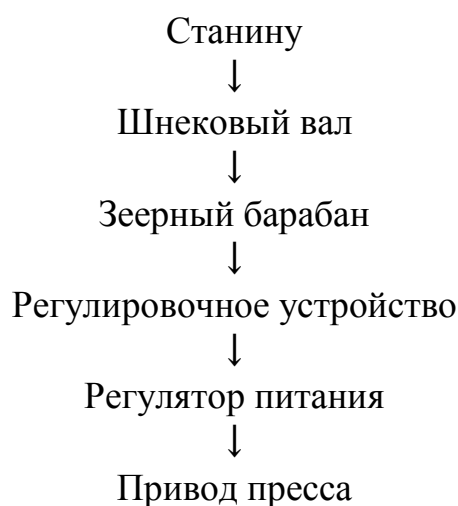 Станину
↓
Шнековый вал
↓
Зеерный барабан
↓
Регулировочное устройство
↓
Регулятор питания
↓
Привод пресса